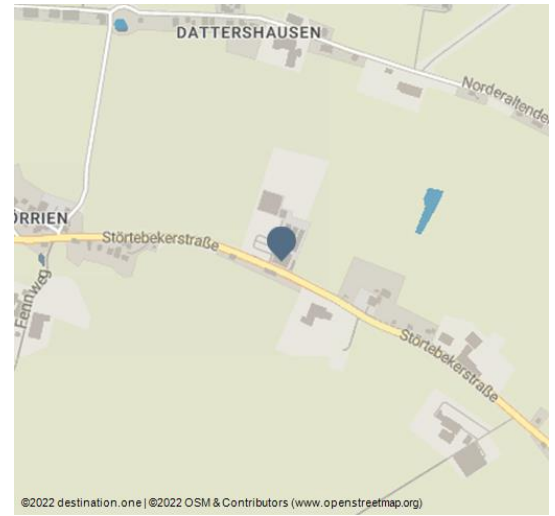 DATTERSHAUSEN
Norderaltende
ÖRRIEN
Störtebekerstraße
Fennweg
Störtebekerstraße
©2022 destination.one | ©2022 OSM & Contributors (www.openstreetmap.org)